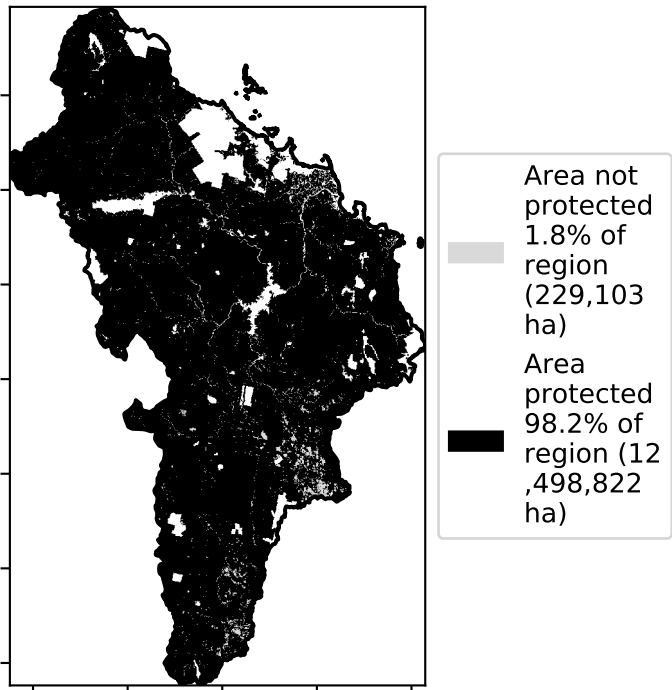 Area not
protected
1.8% of
region
(229,103
ha)
Area
protected
98.2% of
region (12
,498,822
ha)